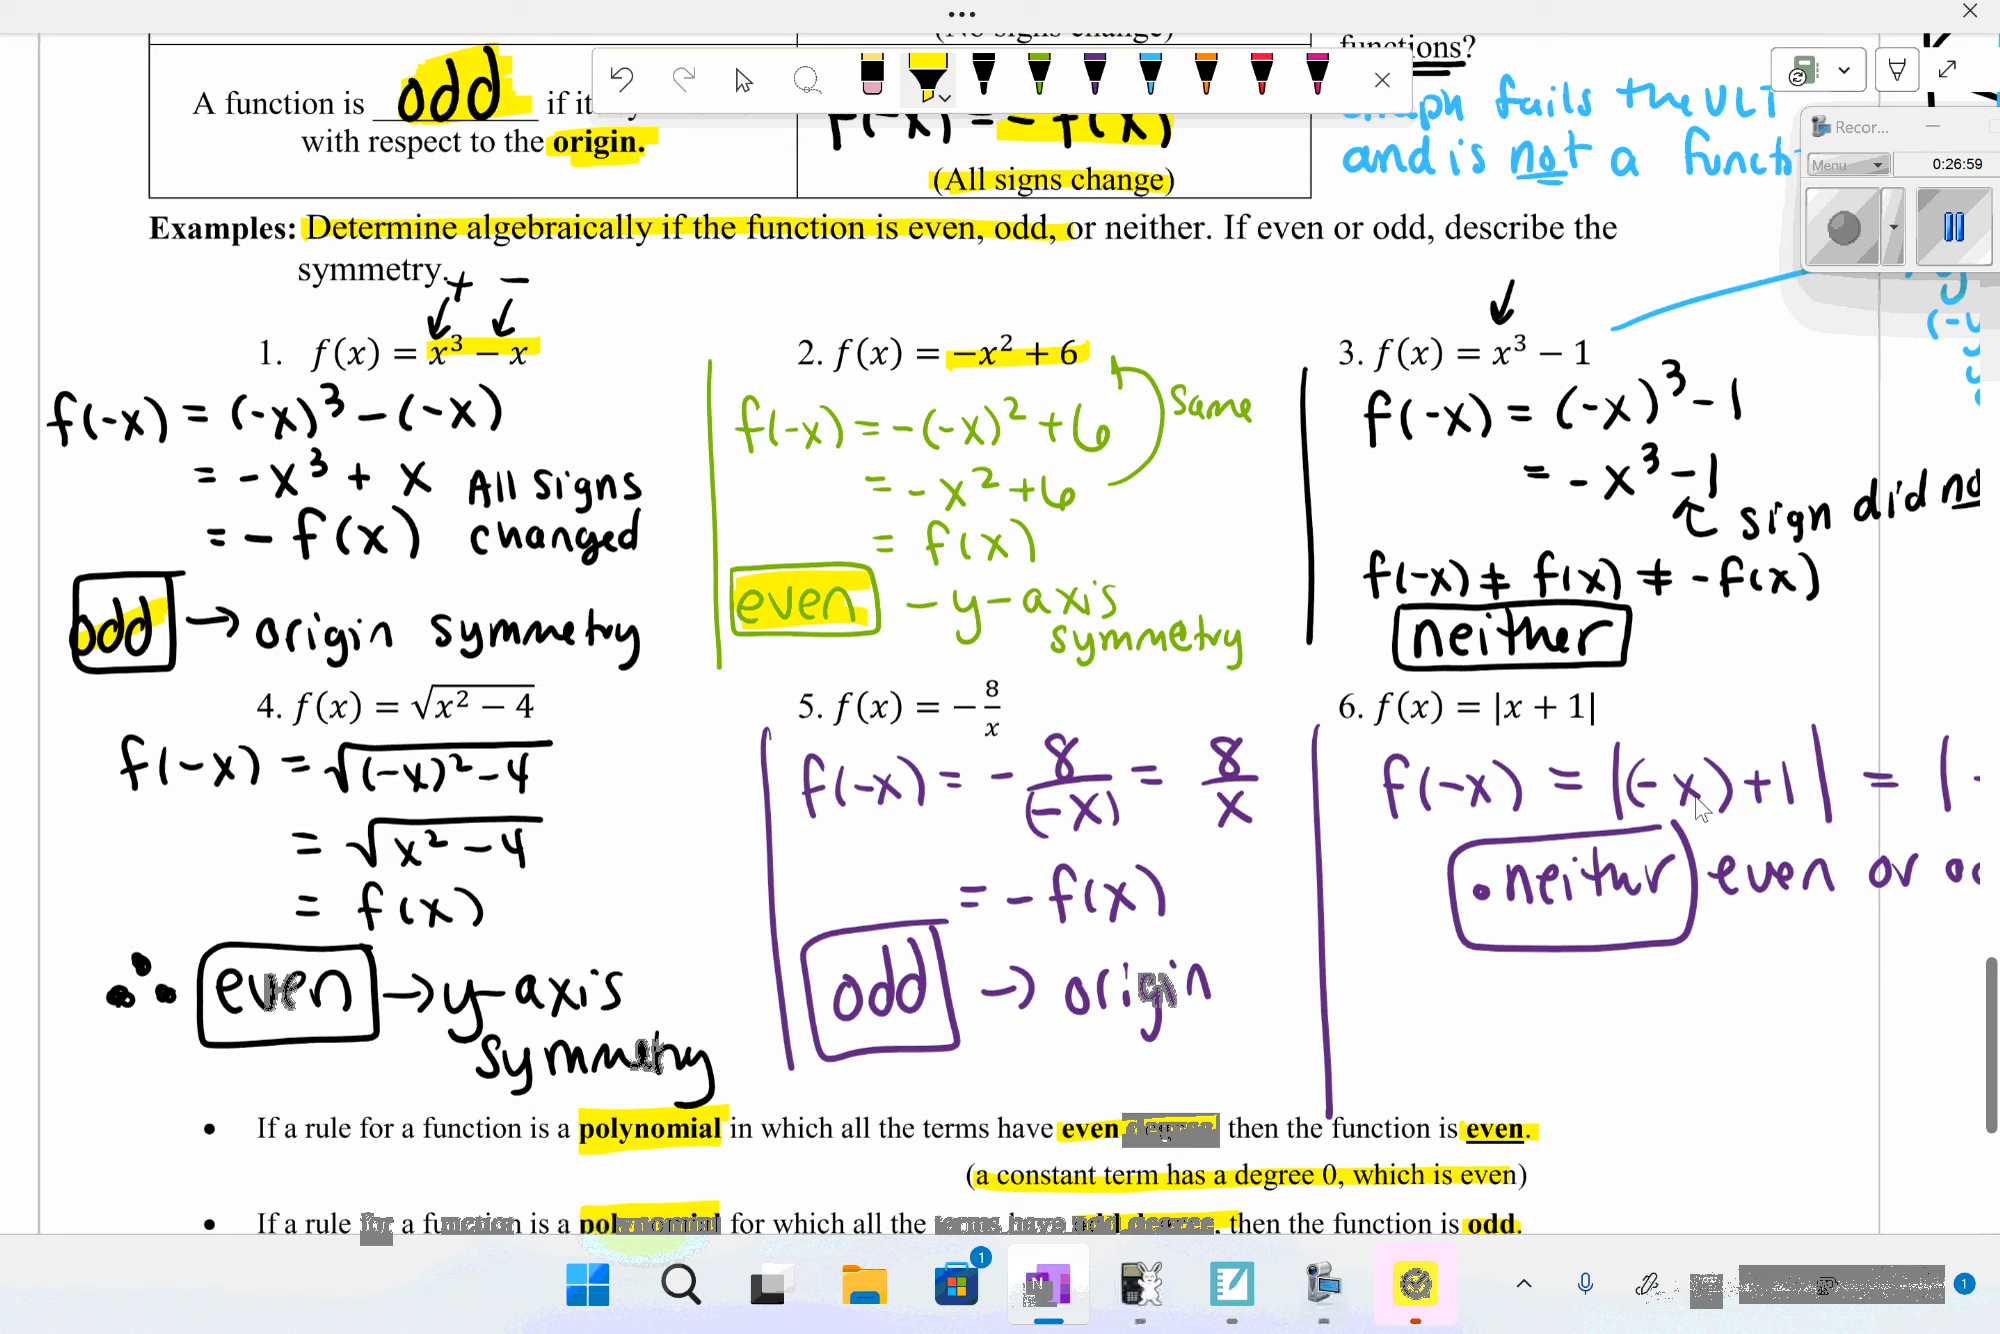 functions?
A function is odd if it
f(-x) = - f(x)
ph fails the VLT
with respect to the origin.
(All signs change)
and is not a funct
Recor...
Menu
0:26:59
Examples: Determine algebraically if the function is even, odd, or neither. If even or odd, describe the
symmetry.
+ -
1. f(x) = x³ − x
f(-x) = (-x)³ - (-x)
= -x³ + x All signs
= - f(x) changed
odd → origin symmetry
2. f(x) = −x² + 6
f(-x) = -(-x)² + 6 same
= -x² + 6
= f(x)
even - y-axis
symmetry
3. f(x) = x³ − 1
f(-x) = (-x)³ - 1
= -x³ - 1
sign did
f(-x) ≠ f(x) ≠ -f(x)
neither
4. f(x) = √(x² − 4)
f(-x) = √((-x)² - 4)
= √(x² - 4)
= f(x)
∴ even → y-axis
symmetry
5. f(x) = − 8/x
f(-x) = - 8/(-x) = 8/x
= - f(x)
odd → origin
6. f(x) = |x + 1|
f(-x) = |(-x) + 1| = | -
• neither even or
• If a rule for a function is a polynomial in which all the terms have even degree then the function is even.
(a constant term has a degree 0, which is even)
• If a rule for a function is a polynomial for which all the terms have odd degree, then the function is odd.
1
1